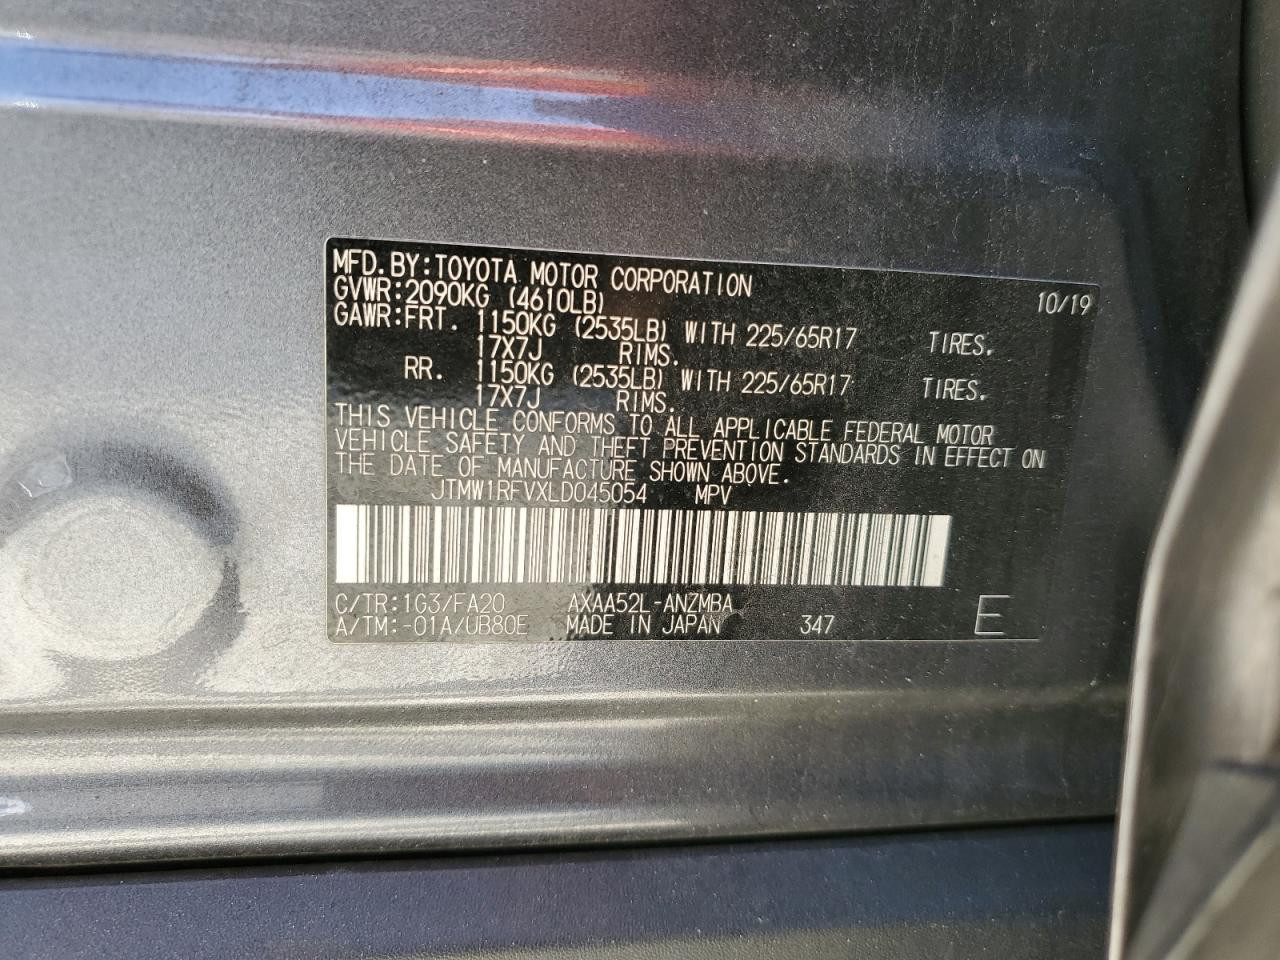 MFD.BY:TOYOTA MOTOR CORPORATION 10/19
GVWR:2090KG (4610LB)
GAWR:FRT. 1150KG (2535LB) WITH 225/65R17 TIRES.
17X7J RIMS.
RR. 1150KG (2535LB) WITH 225/65R17 TIRES.
17X7J RIMS.
THIS VEHICLE CONFORMS TO ALL APPLICABLE FEDERAL MOTOR
VEHICLE SAFETY AND THEFT PREVENTION STANDARDS IN EFFECT ON
THE DATE OF MANUFACTURE SHOWN ABOVE.
JTMW1RFVXLD045054 MPV
C/TR:1G3/FA20 AXAA52L-ANZMBA
A/TM:-01A/UB80E MADE IN JAPAN 347 E